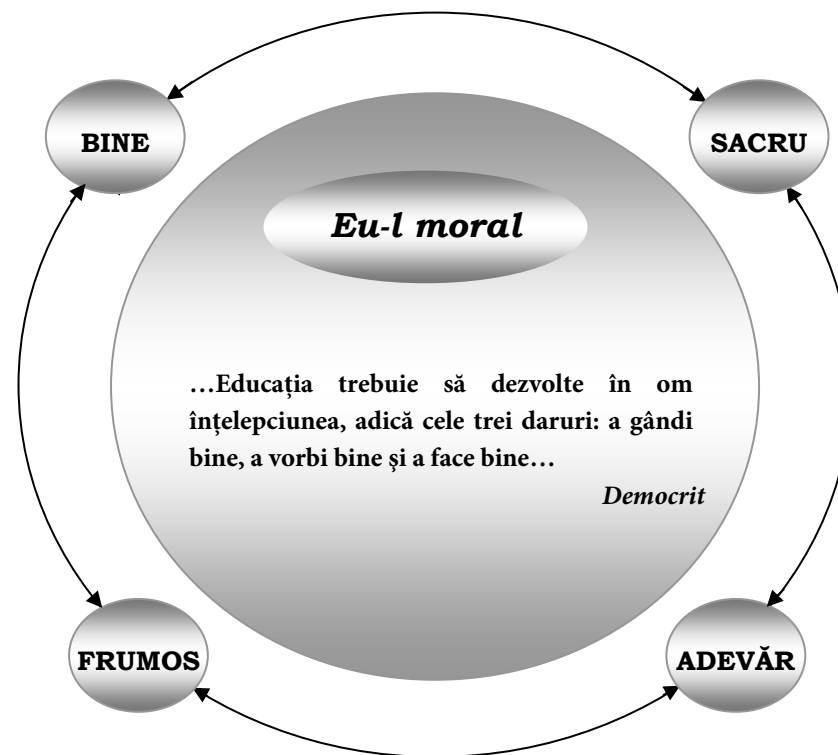 BINE
SACRU
Eu-l moral
…Educația trebuie să dezvolte în om
înțelepciunea, adică cele trei daruri: a gândi
bine, a vorbi bine și a face bine…
Democrit
FRUMOS
ADEVĂR